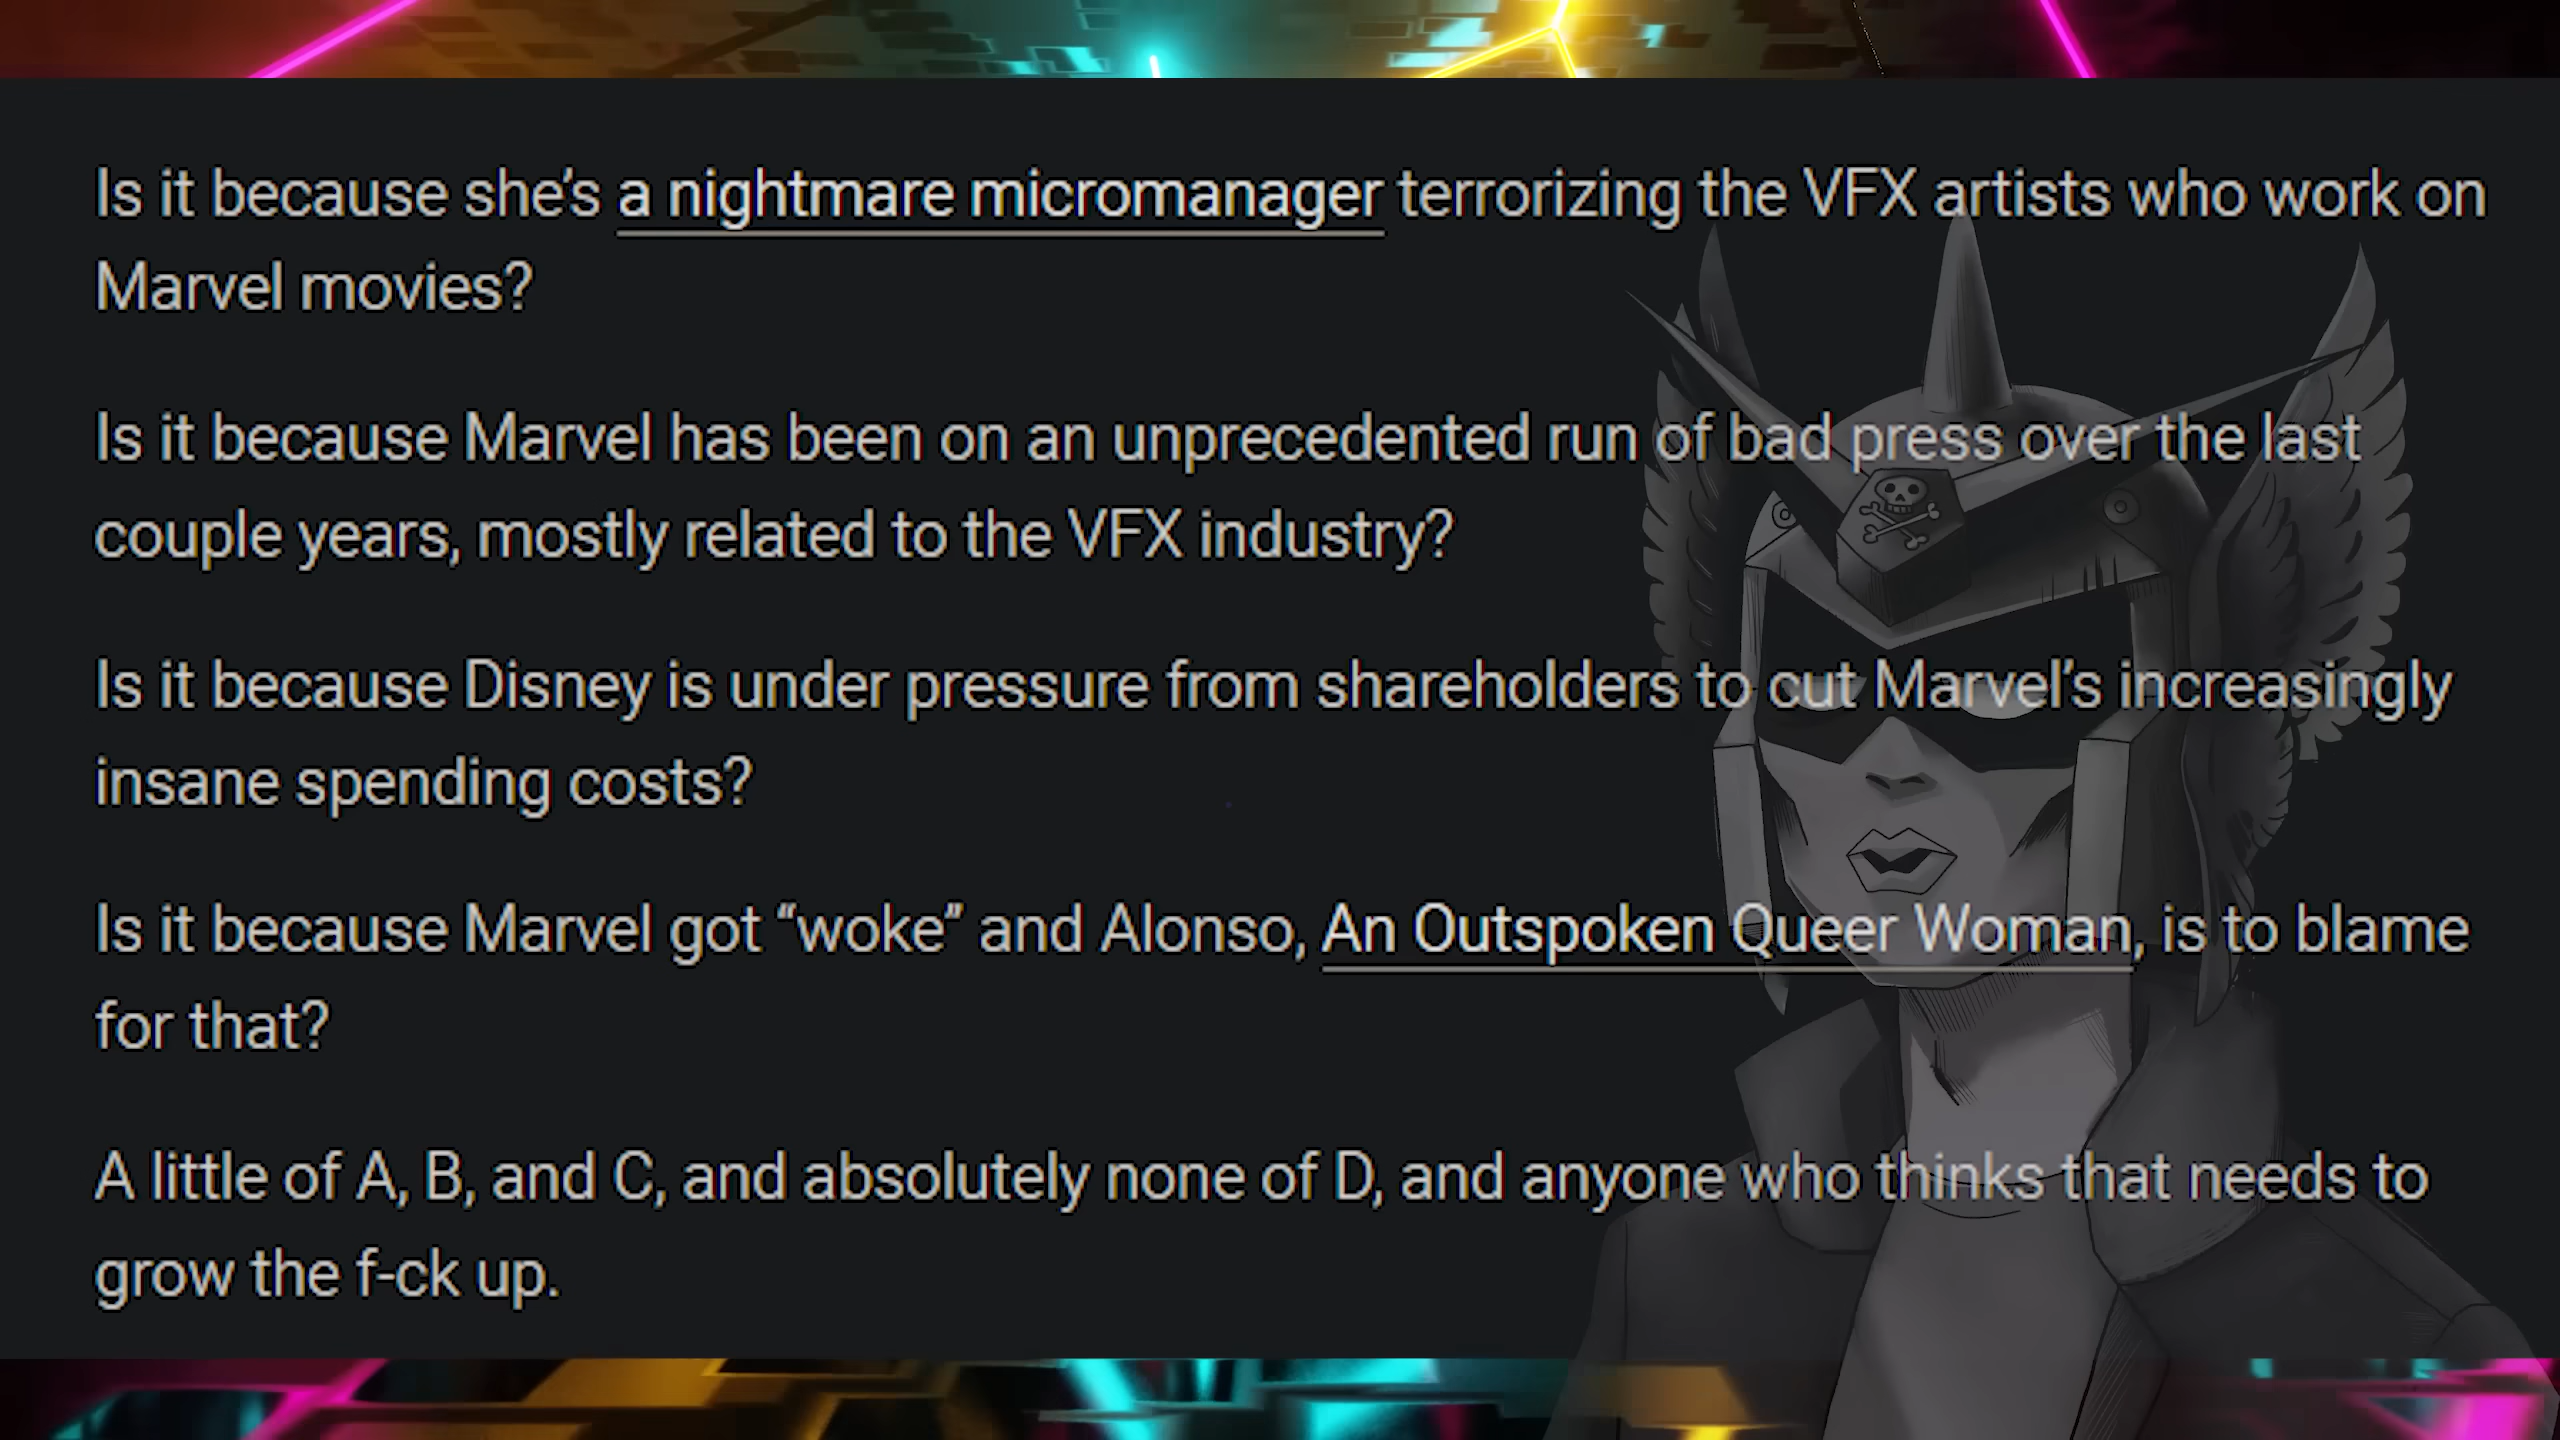 Is it because she’s a nightmare micromanager terrorizing the VFX artists who work on
Marvel movies?
Is it because Marvel has been on an unprecedented run of bad press over the last
couple years, mostly related to the VFX industry?
Is it because Disney is under pressure from shareholders to cut Marvel’s increasingly
insane spending costs?
Is it because Marvel got “woke” and Alonso, An Outspoken Queer Woman, is to blame
for that?
A little of A, B, and C, and absolutely none of D, and anyone who thinks that needs to
grow the f-ck up.